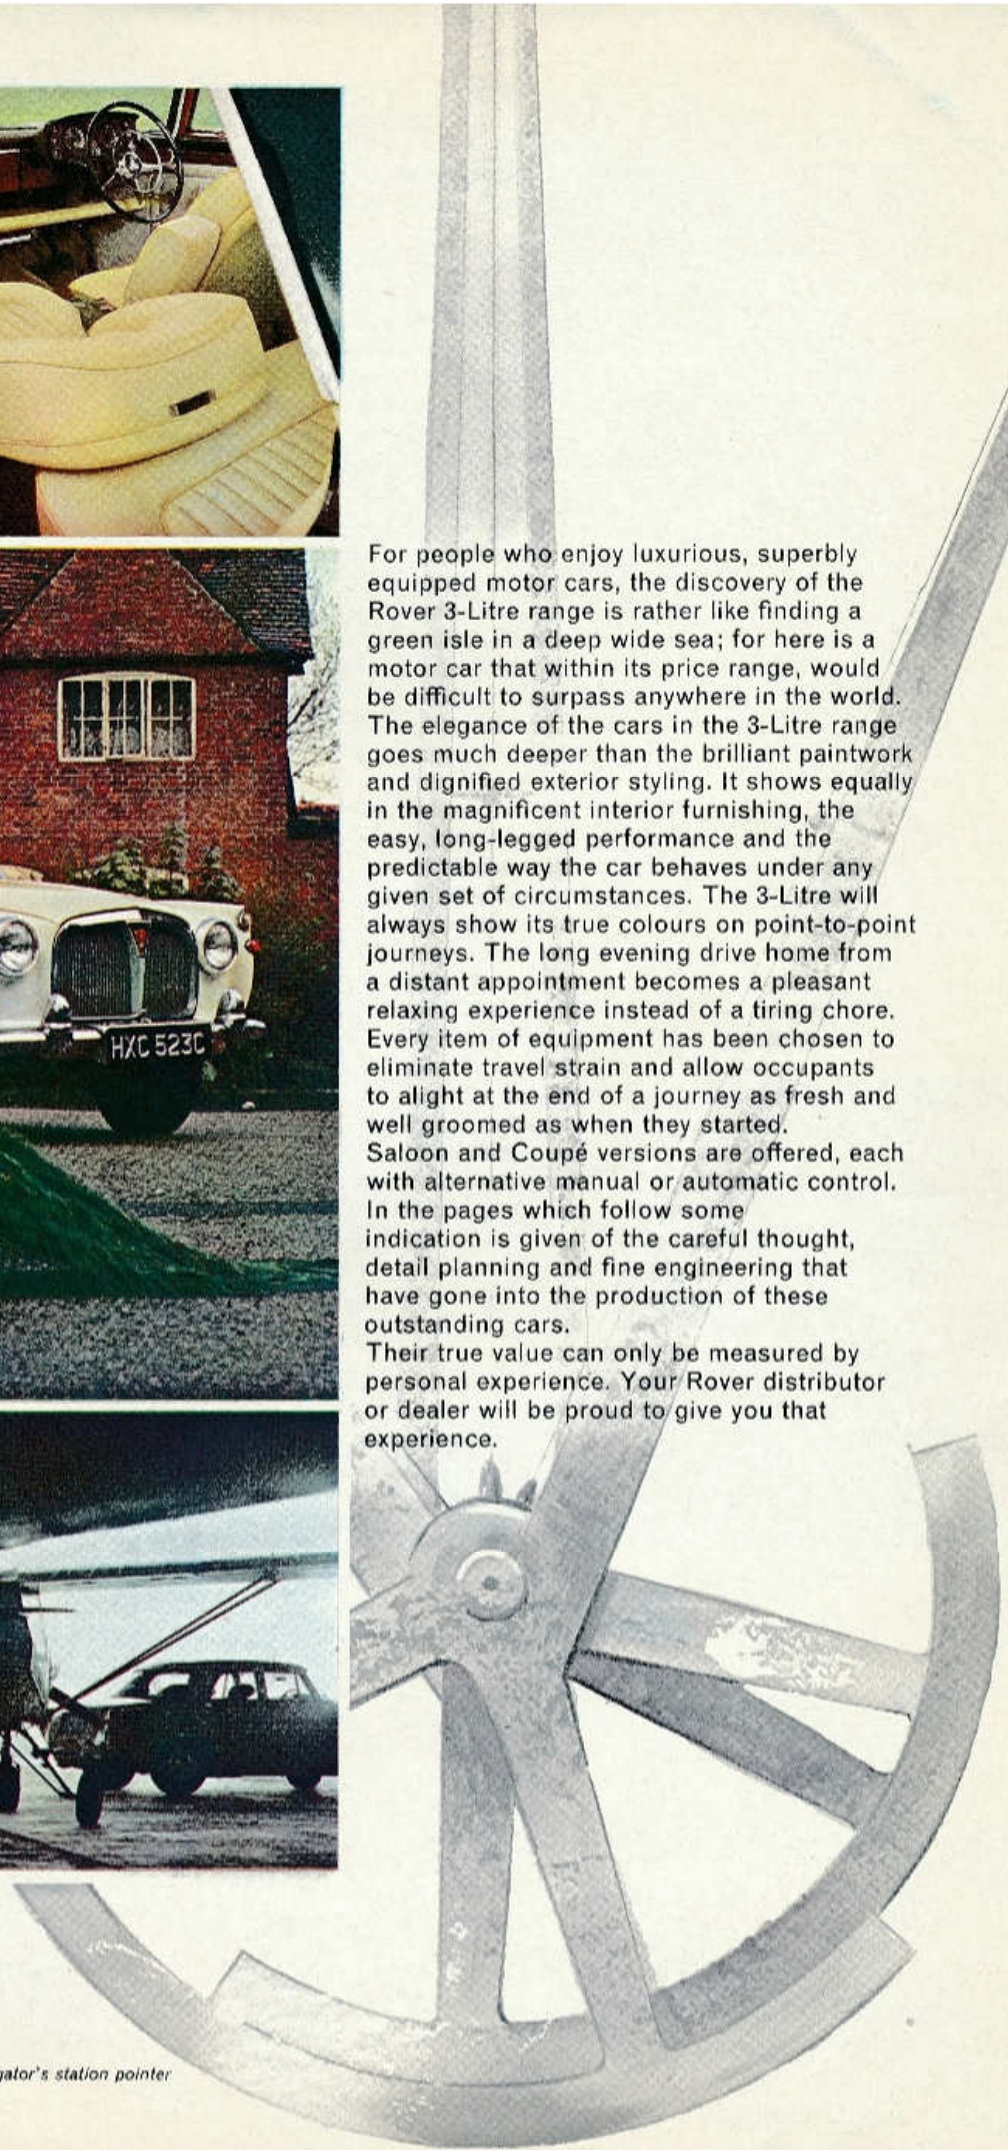 For people who enjoy luxurious, superbly
equipped motor cars, the discovery of the
Rover 3-Litre range is rather like finding a
green isle in a deep wide sea; for here is a
motor car that within its price range, would
be difficult to surpass anywhere in the world.
The elegance of the cars in the 3-Litre range
goes much deeper than the brilliant paintwork
and dignified exterior styling. It shows equally
in the magnificent interior furnishing, the
easy, long-legged performance and the
predictable way the car behaves under any
given set of circumstances. The 3-Litre will
always show its true colours on point-to-point
journeys. The long evening drive home from
a distant appointment becomes a pleasant
relaxing experience instead of a tiring chore.
Every item of equipment has been chosen to
eliminate travel strain and allow occupants
to alight at the end of a journey as fresh and
well groomed as when they started.
Saloon and Coupé versions are offered, each
with alternative manual or automatic control.
In the pages which follow some
indication is given of the careful thought,
detail planning and fine engineering that
have gone into the production of these
outstanding cars.
Their true value can only be measured by
personal experience. Your Rover distributor
or dealer will be proud to give you that
experience.
HXC 523C
gator's station pointer